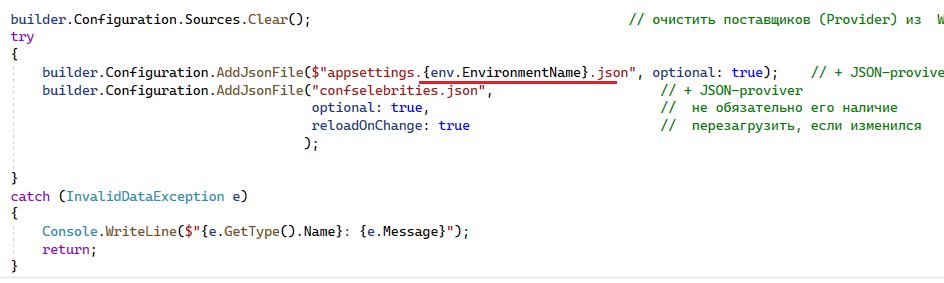 builder.Configuration.Sources.Clear(); // очистить поставщиков (Provider) из W
try
{
builder.Configuration.AddJsonFile($"appsettings.{env.EnvironmentName}.json", optional: true); // + JSON-provive
builder.Configuration.AddJsonFile("confselebrities.json", // + JSON-proviver
optional: true, // не обязательно его наличие
reloadOnChange: true // перезагрузить, если изменился
);
}
catch (InvalidDataException e)
{
Console.WriteLine($"{e.GetType().Name}: {e.Message}");
return;
}